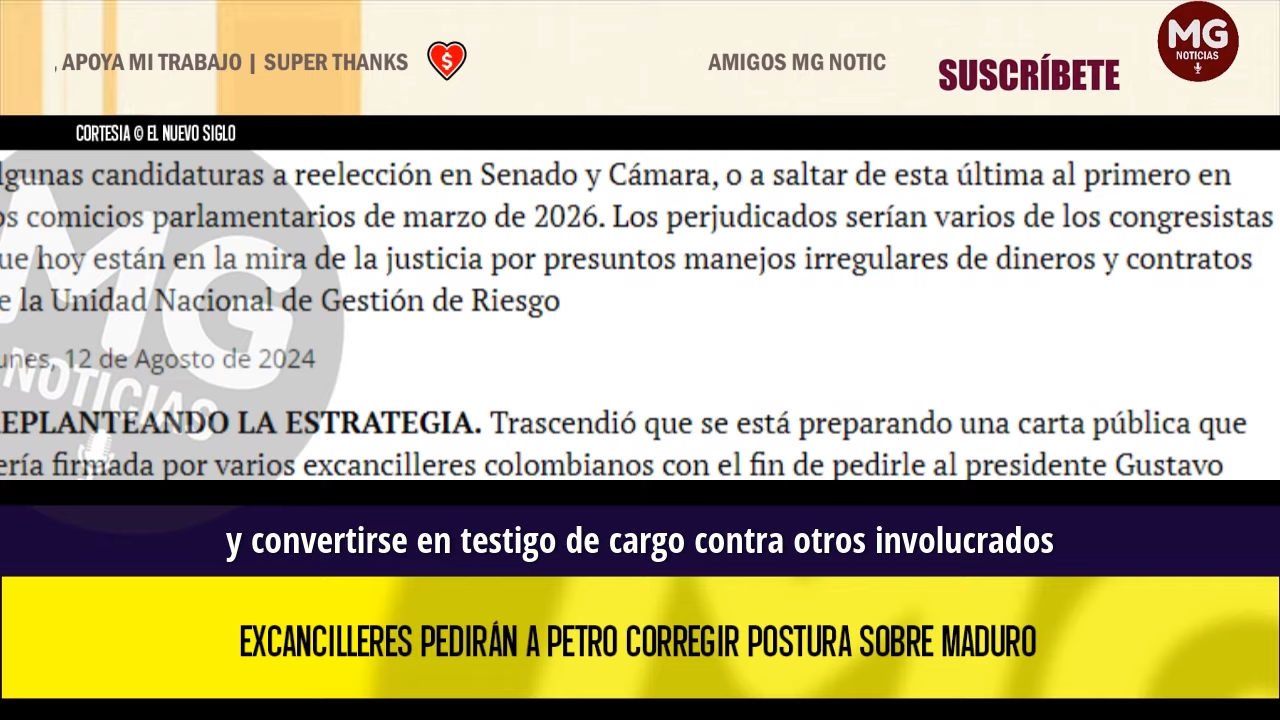 , APOYA MI TRABAJO | SUPER THANKS
$
AMIGOS MG NOTIC
SUSCRÍBETE
MG
NOTICIAS
CORTESIA © EL NUEVO SIGLO
lgunas candidaturas a reelección en Senado y Cámara, o a saltar de esta última al primero en
os comicios parlamentarios de marzo de 2026. Los perjudicados serían varios de los congresistas
ue hoy están en la mira de la justicia por presuntos manejos irregulares de dineros y contratos
e la Unidad Nacional de Gestión de Riesgo
unes, 12 de Agosto de 2024
EPLANTEANDO LA ESTRATEGIA. Trascendió que se está preparando una carta pública que
ería firmada por varios excancilleres colombianos con el fin de pedirle al presidente Gustavo
MG
NOTICIAS
y convertirse en testigo de cargo contra otros involucrados
EXCANCILLERES PEDIRÁN A PETRO CORREGIR POSTURA SOBRE MADURO